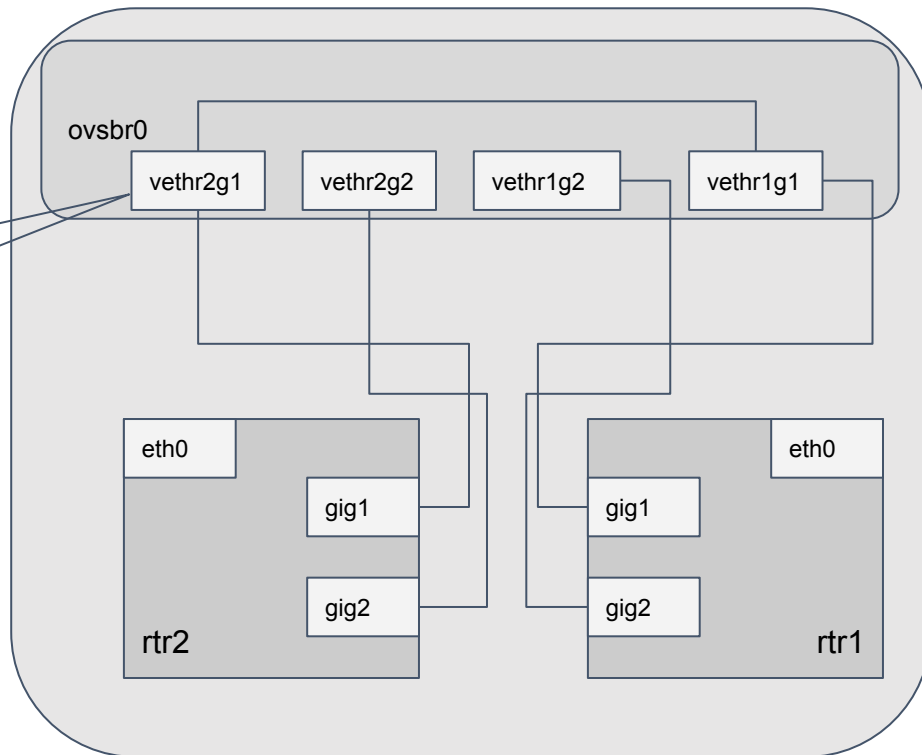 ovsbr0
vethr2g1
vethr2g2
vethr1g2
vethr1g1
eth0
gig1
gig2
rtr2
eth0
gig1
gig2
rtr1